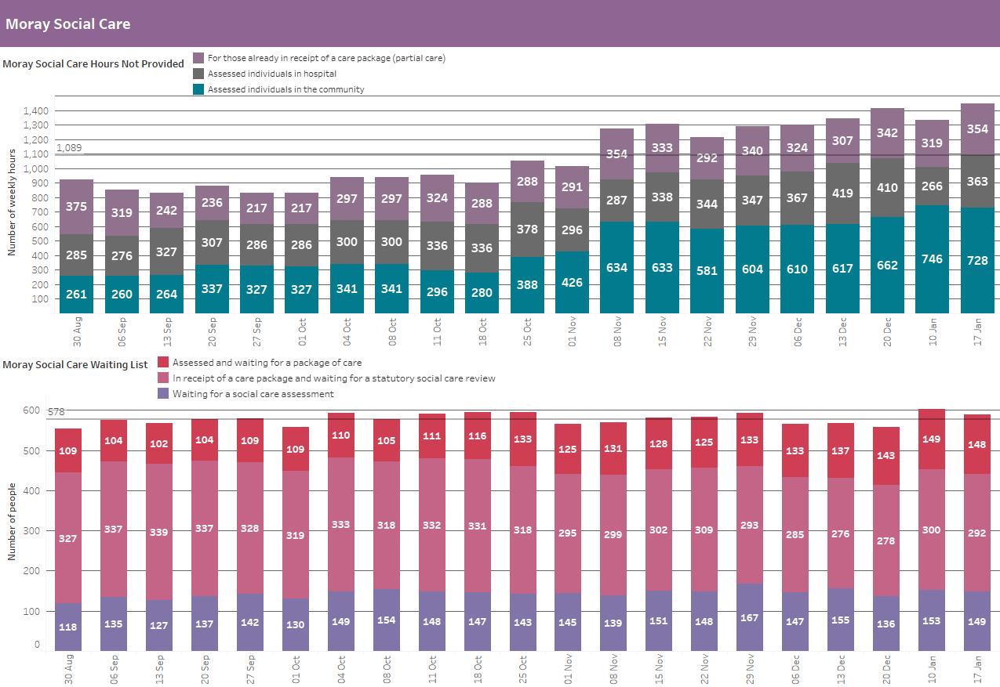 Moray Social Care
Moray Social Care Hours Not Provided
For those already in receipt of a care package (partial care)
Assessed individuals in hospital
Assessed individuals in the community
Number of weekly hours
1,400
1,300
1,200
1,100
1,000
900
800
700
600
500
400
300
200
100
1,089
375 319 242 236 217 217 297 297 324 288 288 291 354 333 292 340 324 307 342 319 354
285 276 327 307 286 286 300 300 336 336 378 296 287 338 344 347 367 419 410 266 363
261 260 264 337 327 327 341 341 296 280 388 426 634 633 581 604 610 617 662 746 728
30 Aug 06 Sep 13 Sep 20 Sep 27 Sep 01 Oct 04 Oct 08 Oct 11 Oct 18 Oct 25 Oct 01 Nov 08 Nov 15 Nov 22 Nov 29 Nov 06 Dec 13 Dec 20 Dec 10 Jan 17 Jan
Moray Social Care Waiting List
Assessed and waiting for a package of care
In receipt of a care package and waiting for a statutory social care review
Waiting for a social care assessment
Number of people
600
500
400
300
200
100
0
578
109 104 102 104 109 109 110 105 111 116 133 125 131 128 125 133 133 137 143 149 148
327 337 339 337 328 319 333 318 332 331 318 295 299 302 309 293 285 276 278 300 292
118 135 127 137 142 130 149 154 148 147 143 145 139 151 148 167 147 155 136 153 149
30 Aug 06 Sep 13 Sep 20 Sep 27 Sep 01 Oct 04 Oct 08 Oct 11 Oct 18 Oct 25 Oct 01 Nov 08 Nov 15 Nov 22 Nov 29 Nov 06 Dec 13 Dec 20 Dec 10 Jan 17 Jan